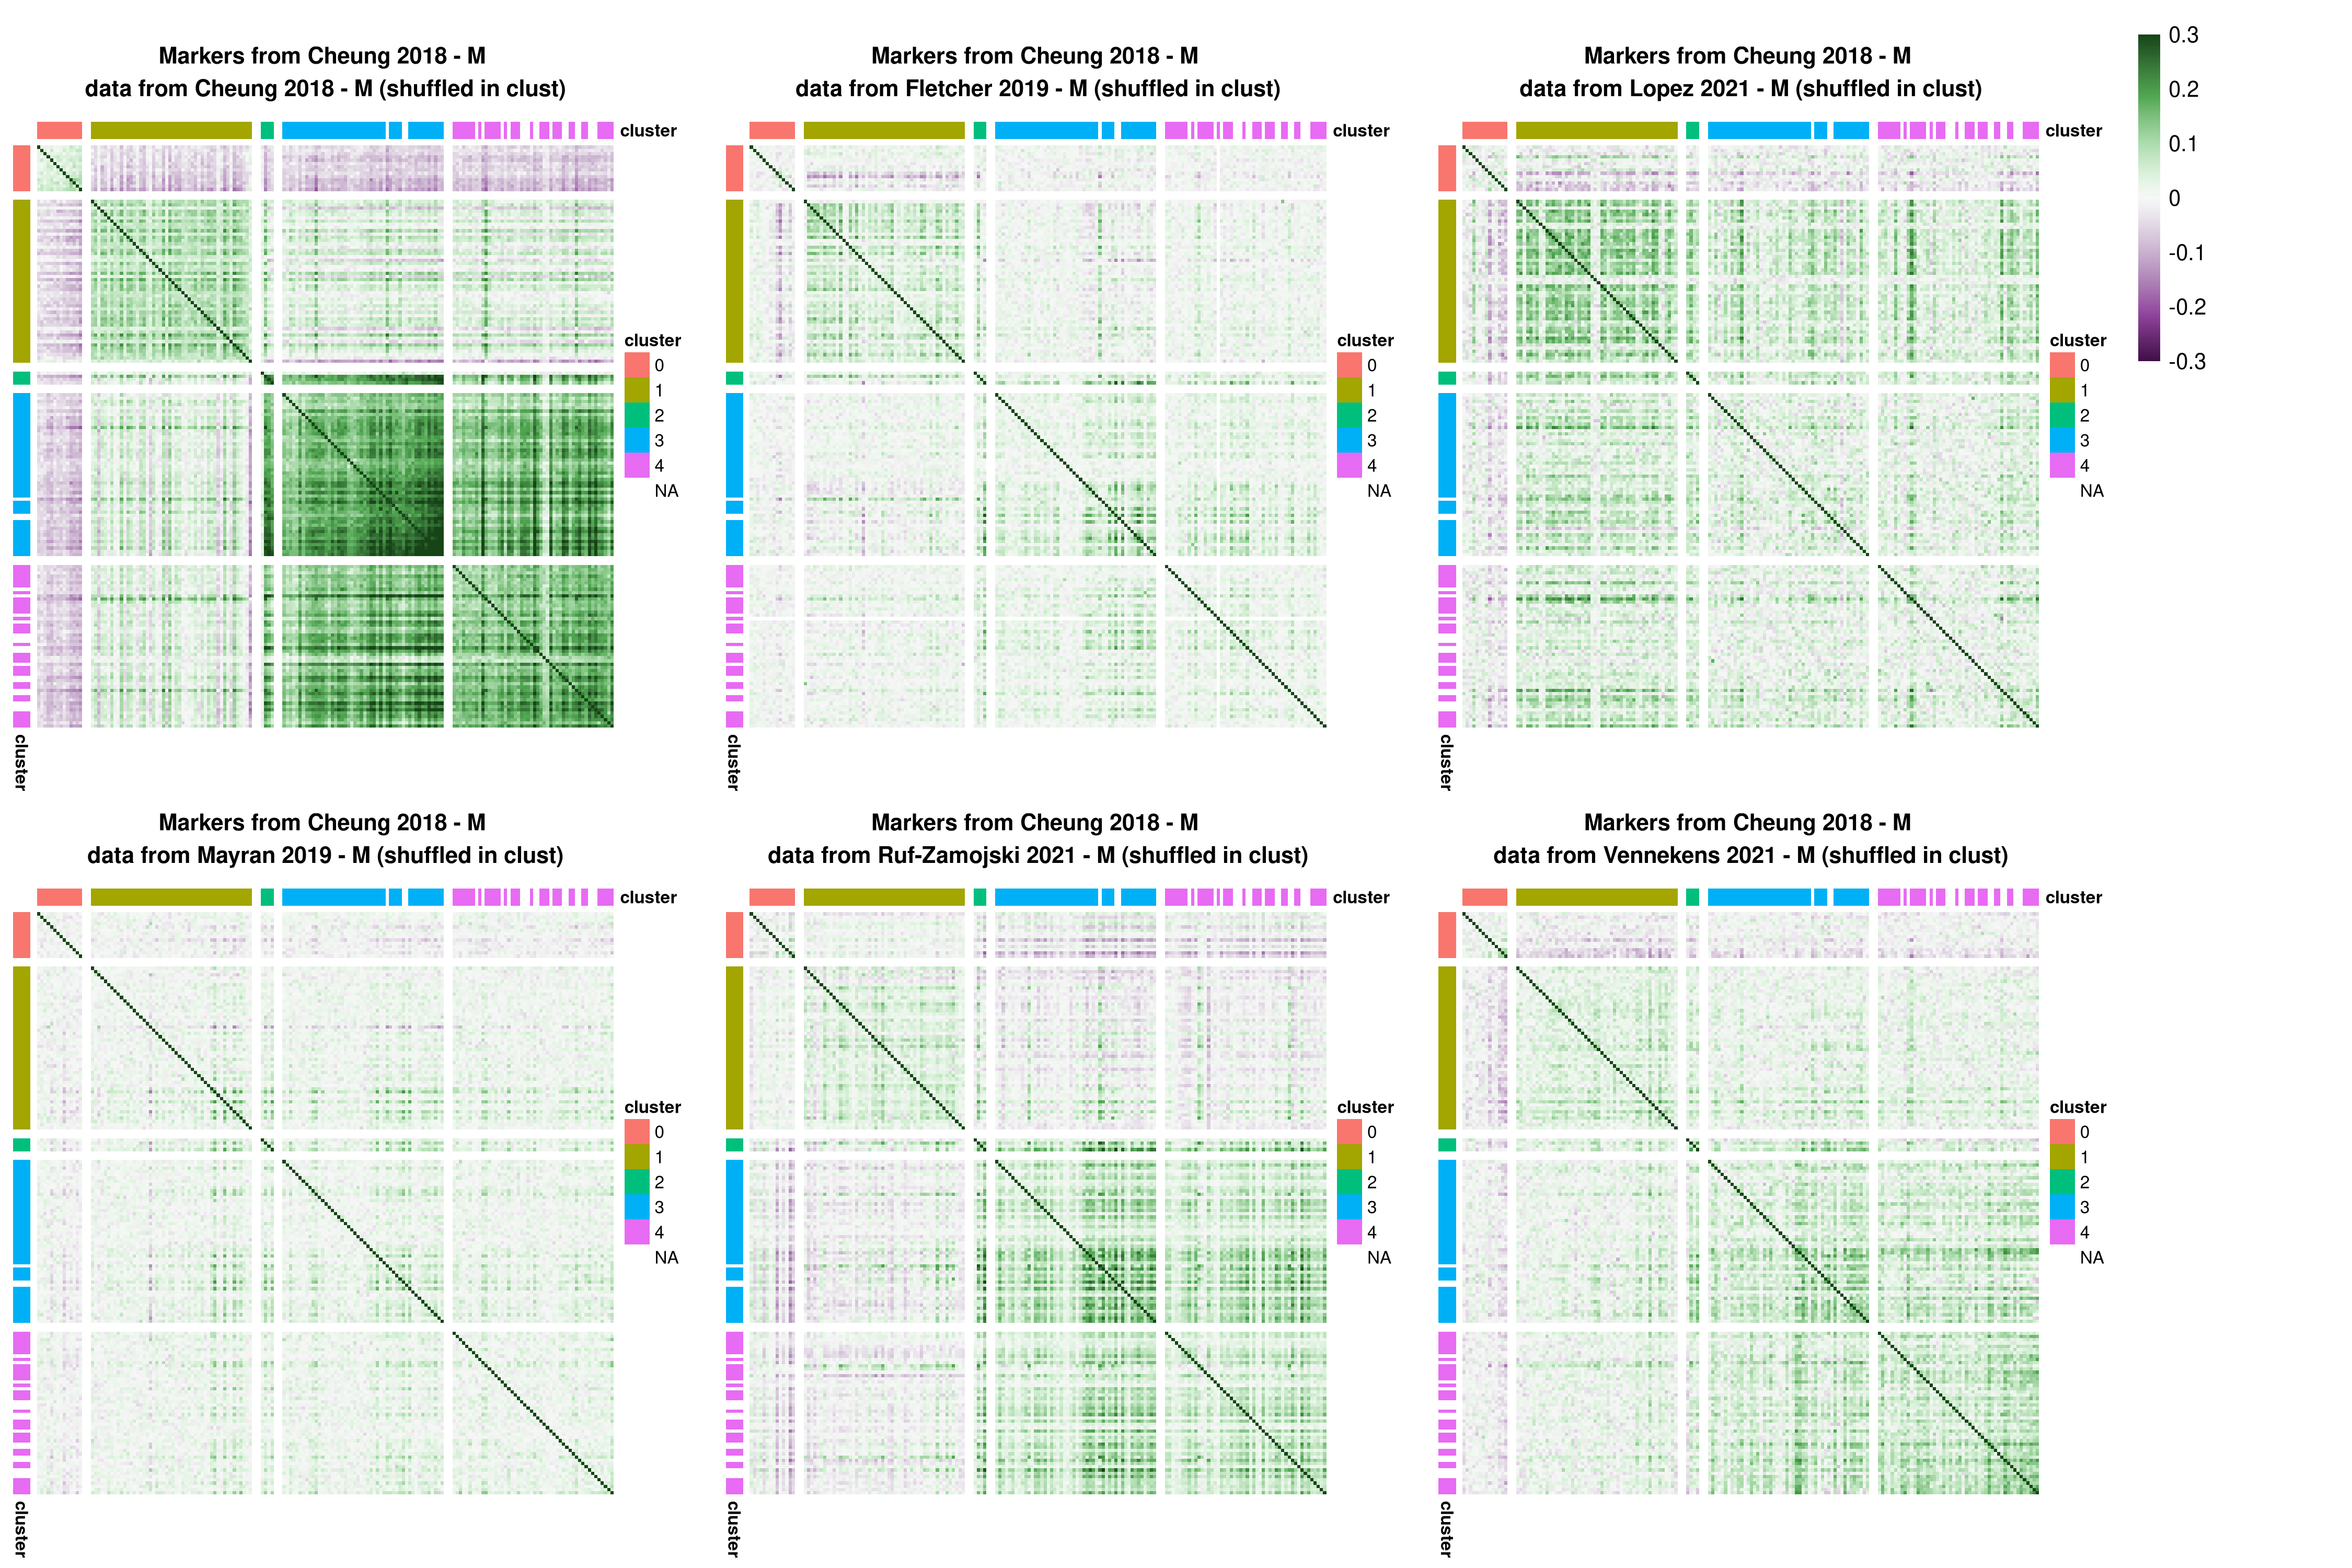 Markers from Cheung 2018 - M
data from Cheung 2018 - M (shuffled in clust)
cluster
cluster
0
1
2
3
4
NA
cluster
Markers from Cheung 2018 - M
data from Fletcher 2019 - M (shuffled in clust)
cluster
cluster
0
1
2
3
4
NA
cluster
Markers from Cheung 2018 - M
data from Lopez 2021 - M (shuffled in clust)
cluster
cluster
0
1
2
3
4
NA
cluster
0.3
0.2
0.1
0
-0.1
-0.2
-0.3
Markers from Cheung 2018 - M
data from Mayran 2019 - M (shuffled in clust)
cluster
cluster
0
1
2
3
4
NA
cluster
Markers from Cheung 2018 - M
data from Ruf-Zamojski 2021 - M (shuffled in clust)
cluster
cluster
0
1
2
3
4
NA
cluster
Markers from Cheung 2018 - M
data from Vennekens 2021 - M (shuffled in clust)
cluster
cluster
0
1
2
3
4
NA
cluster